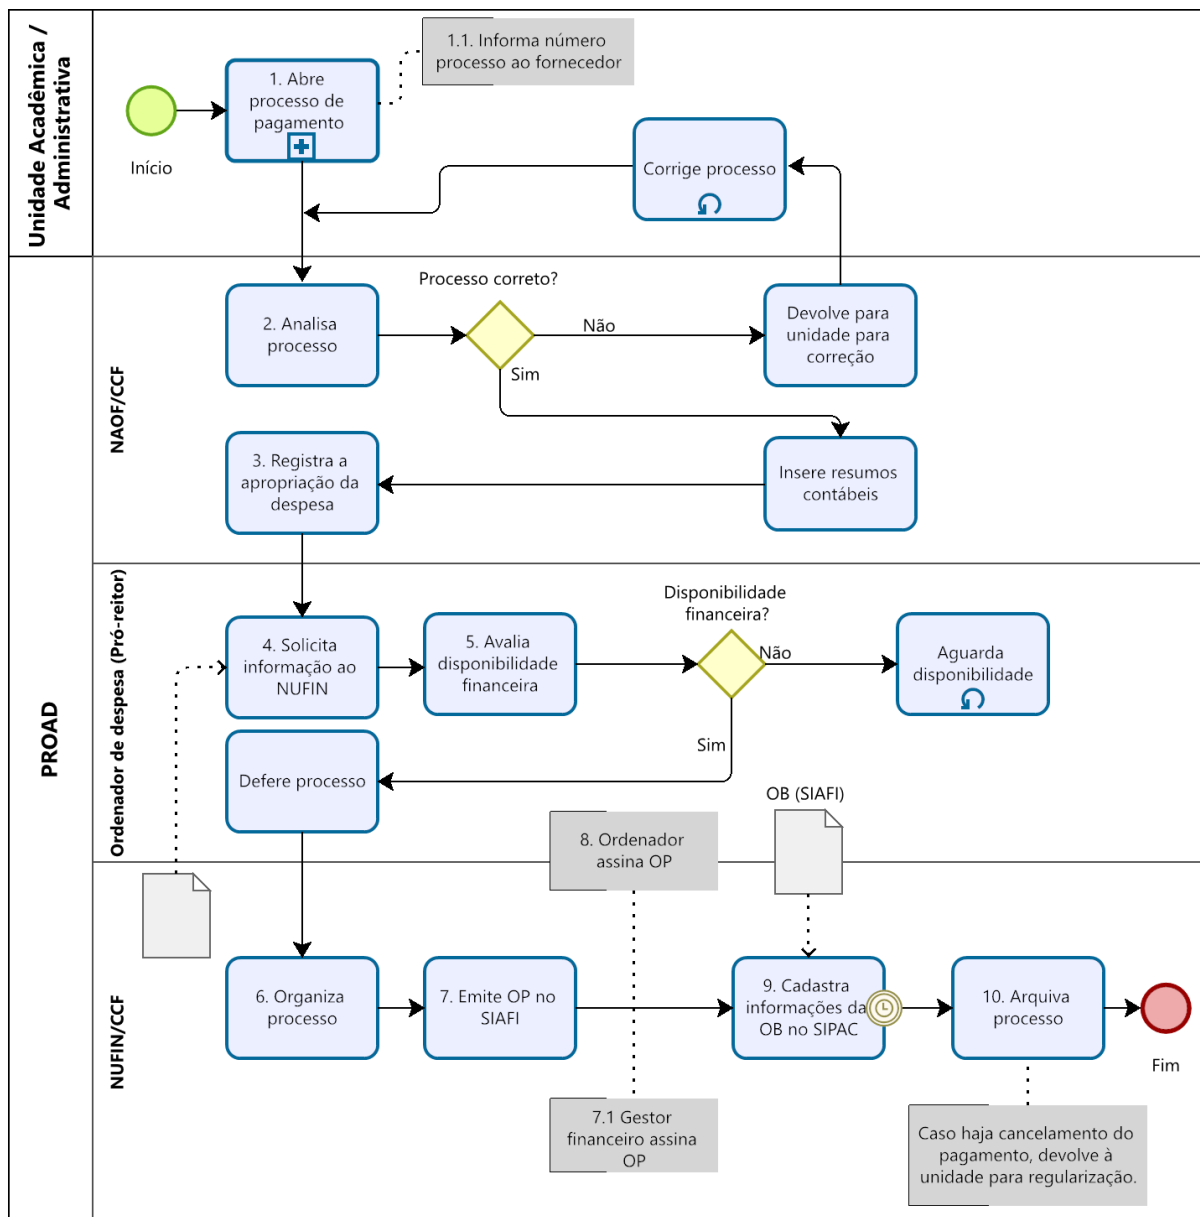 Unidade Acadêmica /
Administrativa
1. Abre
processo de
pagamento
1.1. Informa número
processo ao fornecedor
Início
Corrige processo
PROAD
NAOF/CCF
Processo correto?
2. Analisa
processo
Não
Sim
Devolve para
unidade para
correção
3. Registra a
apropriação da
despesa
Insere resumos
contábeis
Ordenador de despesa (Pró-reitor)
Disponibilidade
financeira?
4. Solicita
informação ao
NUFIN
5. Avalia
disponibilidade
financeira
Não
Aguarda
disponibilidade
Sim
Defere processo
OB (SIAFI)
8. Ordenador
assina OP
NUFIN/CCF
6. Organiza
processo
7. Emite OP no
SIAFI
9. Cadastra
informações da
OB no SIPAC
10. Arquiva
processo
Fim
7.1 Gestor
financeiro assina
OP
Caso haja cancelamento do
pagamento, devolve à
unidade para regularização.